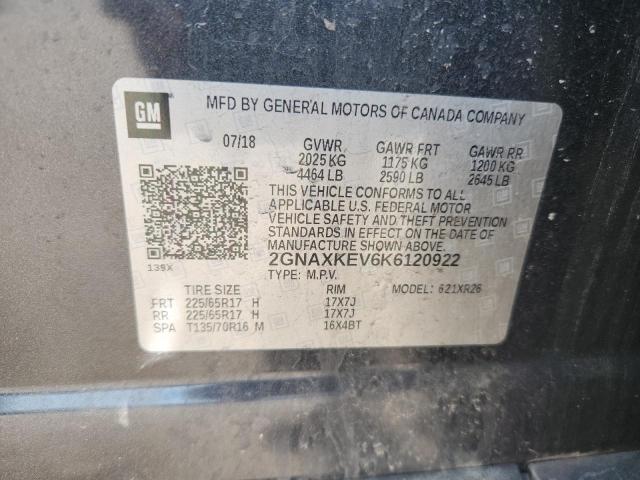 GM
MFD BY GENERAL MOTORS OF CANADA COMPANY
07/18 GVWR GAWR FRT GAWR RR
2025 KG 1175 KG 1200 KG
4464 LB 2590 LB 2645 LB
THIS VEHICLE CONFORMS TO ALL
APPLICABLE U.S. FEDERAL MOTOR
VEHICLE SAFETY AND THEFT PREVENTION
STANDARDS IN EFFECT ON THE DATE OF
MANUFACTURE SHOWN ABOVE.
139X 2GNAXKEV6K6120922
TYPE: M.P.V.
TIRE SIZE RIM MODEL: 621XR26
FRT 225/65R17 H 17X7J
RR 225/65R17 H 17X7J
SPA T135/70R16 M 16X4BT